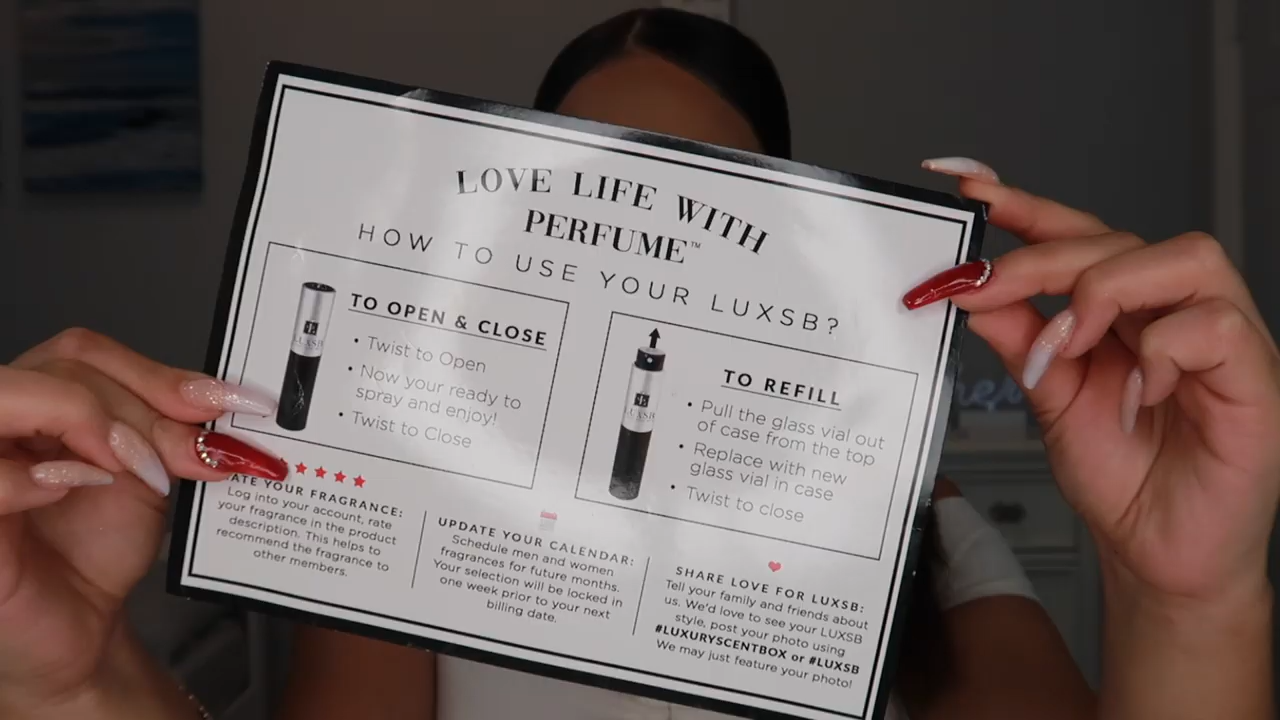 LOVE LIFE WITH
PERFUME™
HOW TO USE YOUR LUXSB?
TO OPEN & CLOSE
• Twist to Open
• Now your ready to
spray and enjoy!
• Twist to Close
LUXSB
TO REFILL
• Pull the glass vial out
of case from the top
• Replace with new
glass vial in case
• Twist to close
LUXSB
ATE YOUR FRAGRANCE:
Log into your account, rate
your fragrance in the product
description. This helps to
recommend the fragrance to
other members.
UPDATE YOUR CALENDAR:
Schedule men and women
fragrances for future months.
Your selection will be locked in
one week prior to your next
billing date.
SHARE LOVE FOR LUXSB:
Tell your family and friends about
us. We'd love to see your LUXSB
style, post your photo using
#LUXURYSCENTBOX or #LUXSB
We may just feature your photo!